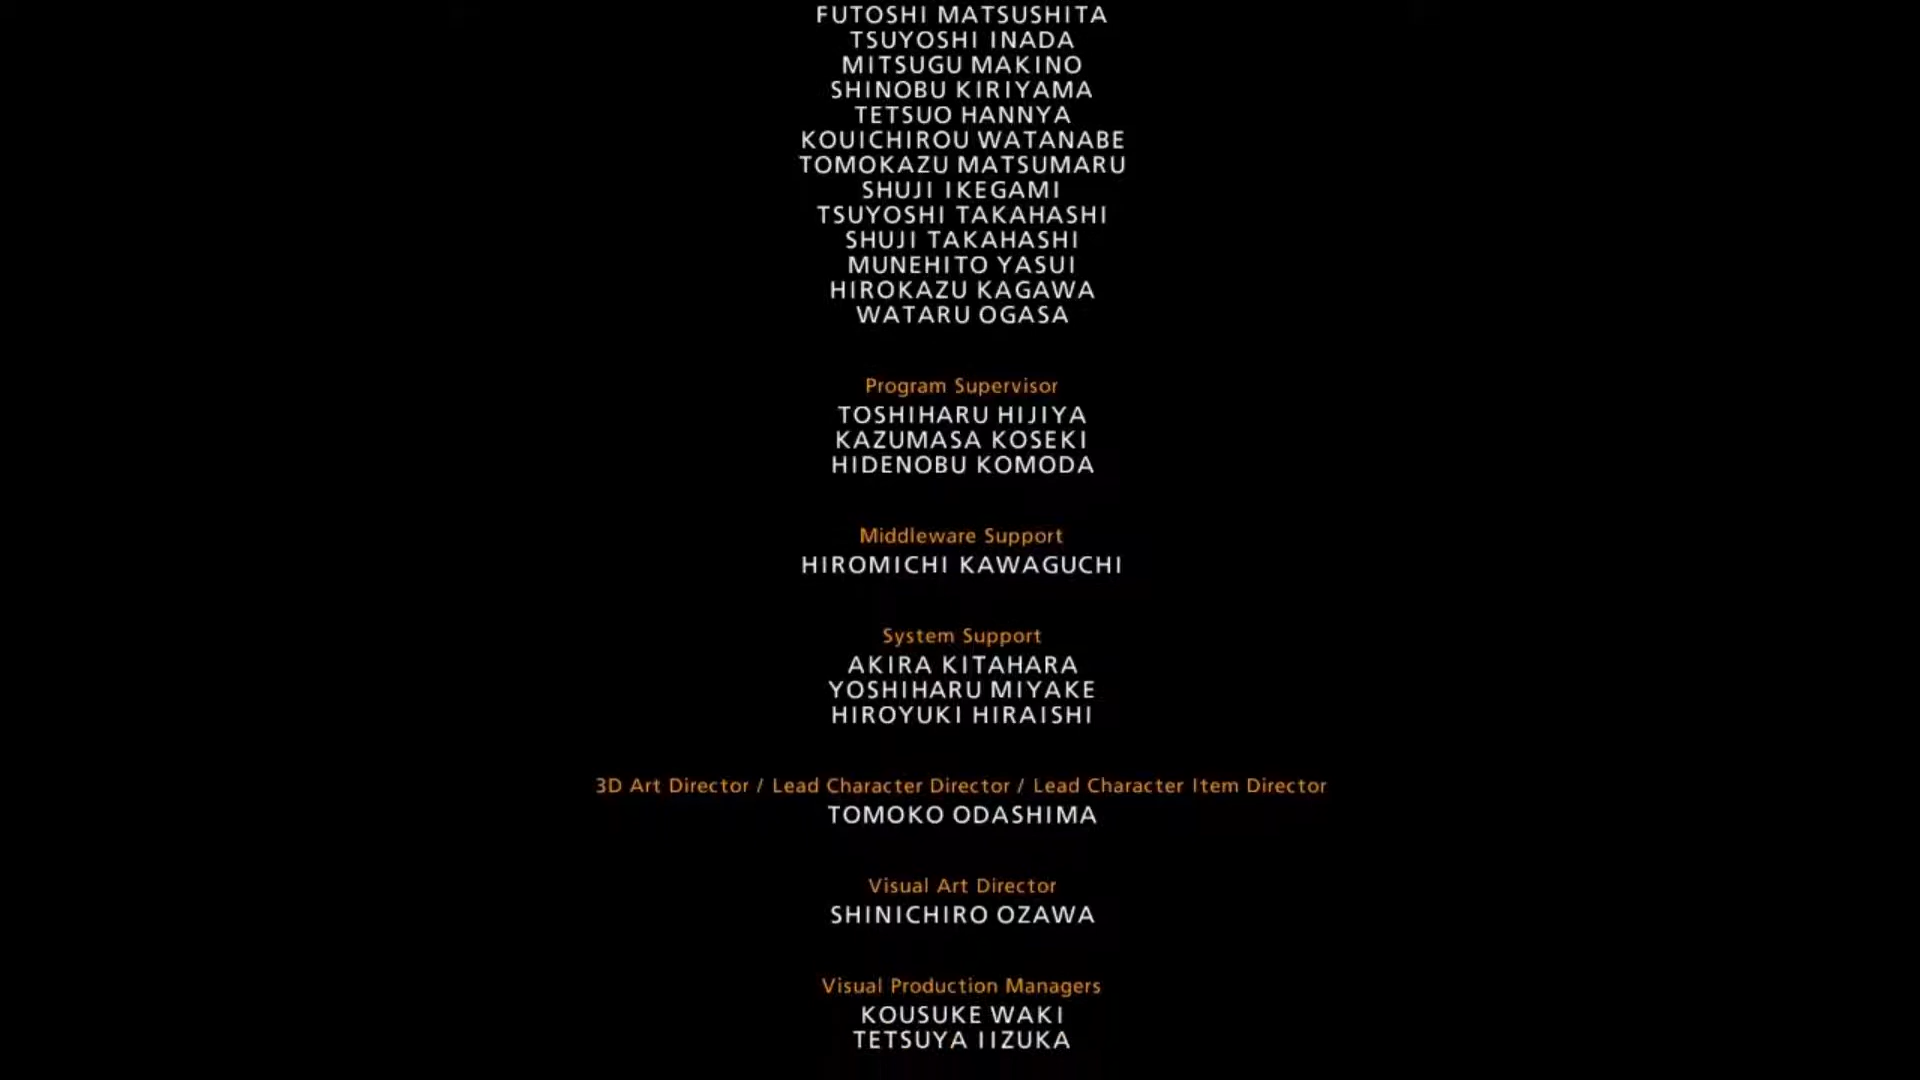 FUTOSHI MATSUSHITA
TSUYOSHI INADA
MITSUGU MAKINO
SHINOBU KIRIYAMA
TETSUO HANNYA
KOUICHIROU WATANABE
TOMOKAZU MATSUMARU
SHUJI IKEGAMI
TSUYOSHI TAKAHASHI
SHUJI TAKAHASHI
MUNEHITO YASUI
HIROKAZU KAGAWA
WATARU OGASA
Program Supervisor
TOSHIHARU HIJIYA
KAZUMASA KOSEKI
HIDENOBU KOMODA
Middleware Support
HIROMICHI KAWAGUCHI
System Support
AKIRA KITAHARA
YOSHIHARU MIYAKE
HIROYUKI HIRAISHI
3D Art Director / Lead Character Director / Lead Character Item Director
TOMOKO ODASHIMA
Visual Art Director
SHINICHIRO OZAWA
Visual Production Managers
KOUSUKE WAKI
TETSUYA IIZUKA